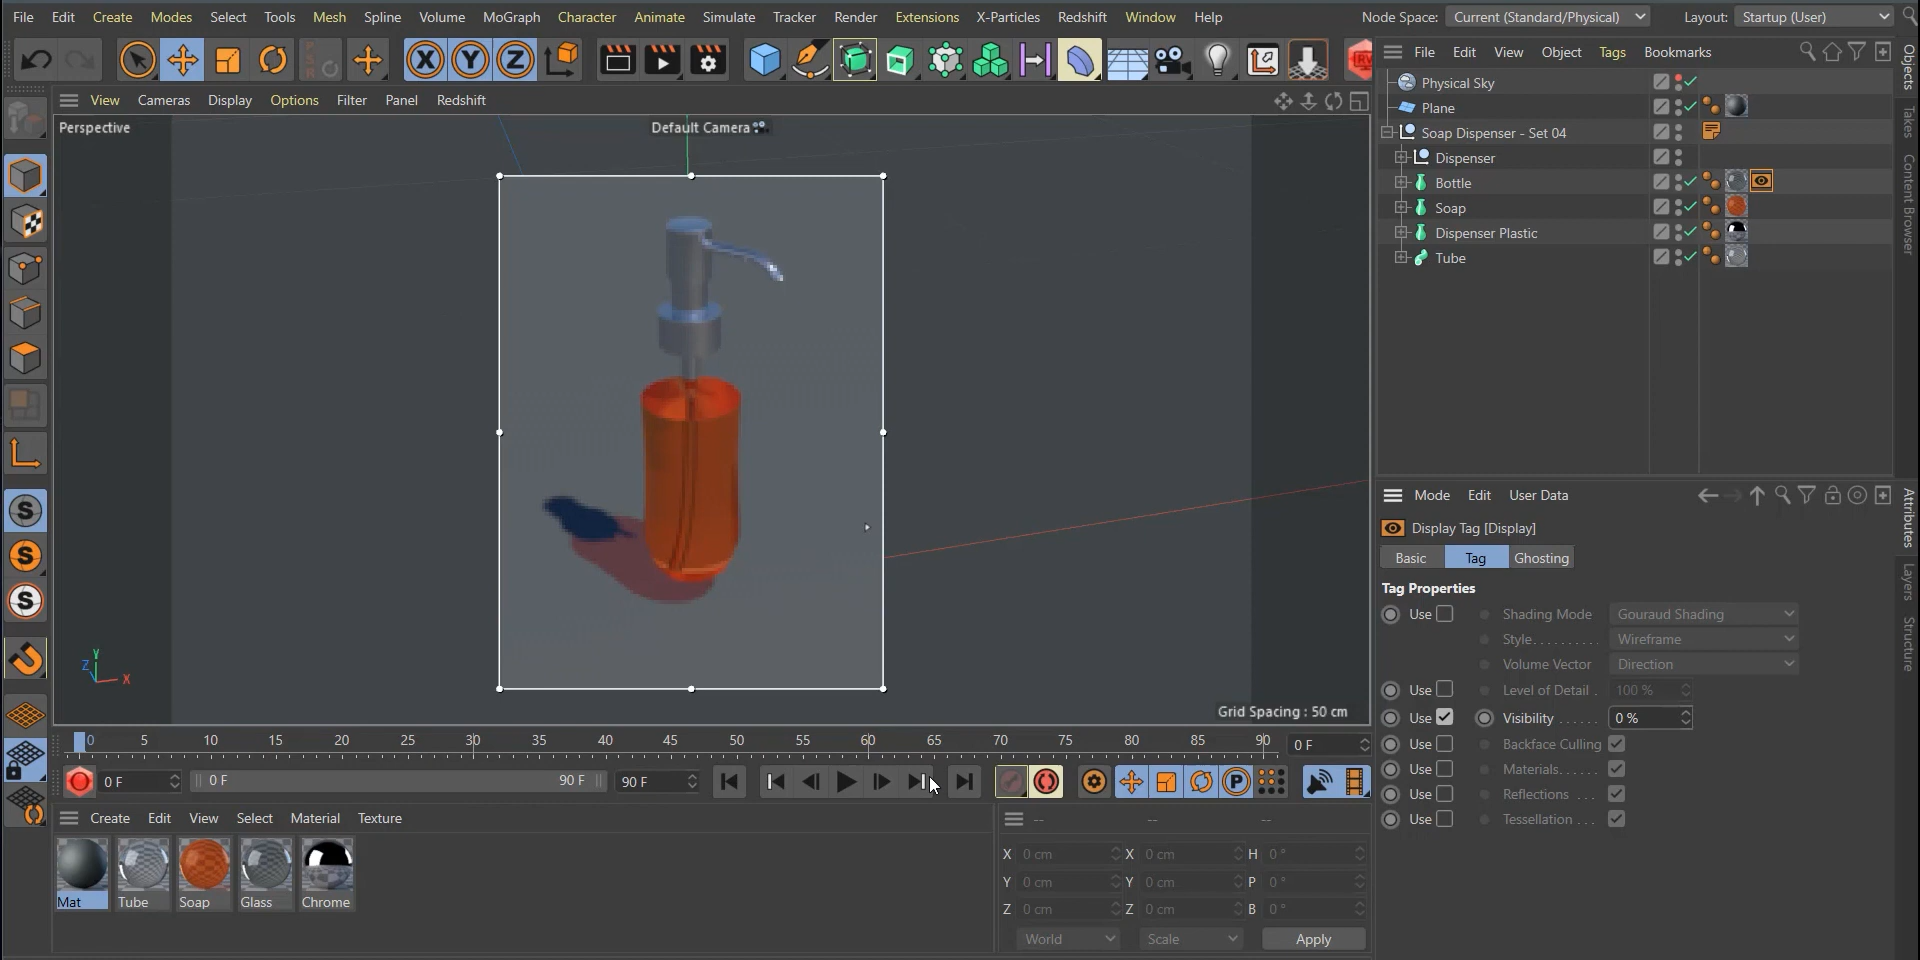 File Edit Create Modes Select Tools Mesh Spline Volume MoGraph Character Animate Simulate Tracker Render Extensions X-Particles Redshift Window Help Node Space: Current (Standard/Physical) Layout: Startup (User)
X Y Z
File Edit View Object Tags Bookmarks
View Cameras Display Options Filter Panel Redshift
Physical Sky
Plane
Soap Dispenser - Set 04
Dispenser
Bottle
Soap
Dispenser Plastic
Tube
Objects
Takes
Content Browser
Perspective
Default Camera
Y
Z
X
Grid Spacing : 50 cm
S
S
S
Mode Edit User Data
Display Tag [Display]
Basic Tag Ghosting
Tag Properties
Use Shading Mode Gouraud Shading
Style Wireframe
Volume Vector Direction
Use Level of Detail 100 %
Use Visibility 0 %
Use Backface Culling
Use Materials
Use Reflections
Use Tessellation
Attributes
Layers
Structure
0 5 10 15 20 25 30 35 40 45 50 55 60 65 70 75 80 85 90 0 F
0 F 0 F 90 F 90 F P
Create Edit View Select Material Texture
Mat Tube Soap Glass Chrome
-- -- --
X 0 cm X 0 cm H 0 °
Y 0 cm Y 0 cm P 0 °
Z 0 cm Z 0 cm B 0 °
World Scale Apply